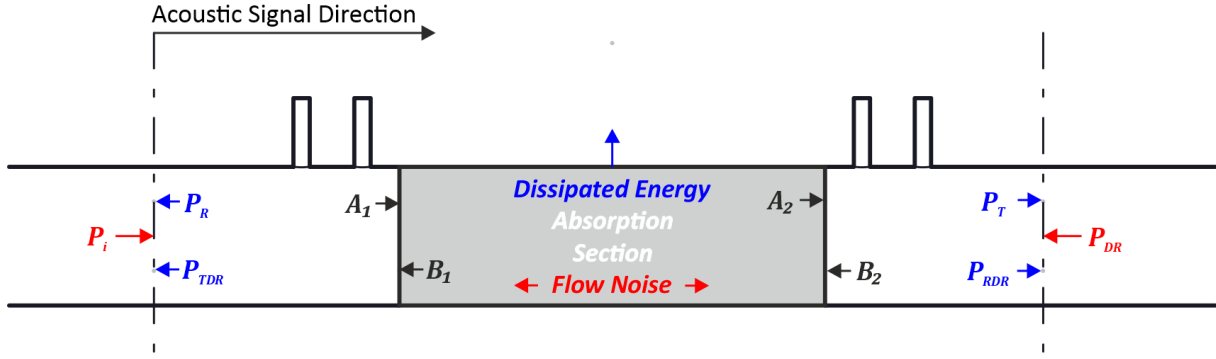 Acoustic Signal Direction
P_R
A_1
P_i
P_TDR
B_1
Dissipated Energy
Absorption
Section
Flow Noise
A_2
B_2
P_T
P_DR
P_RDR